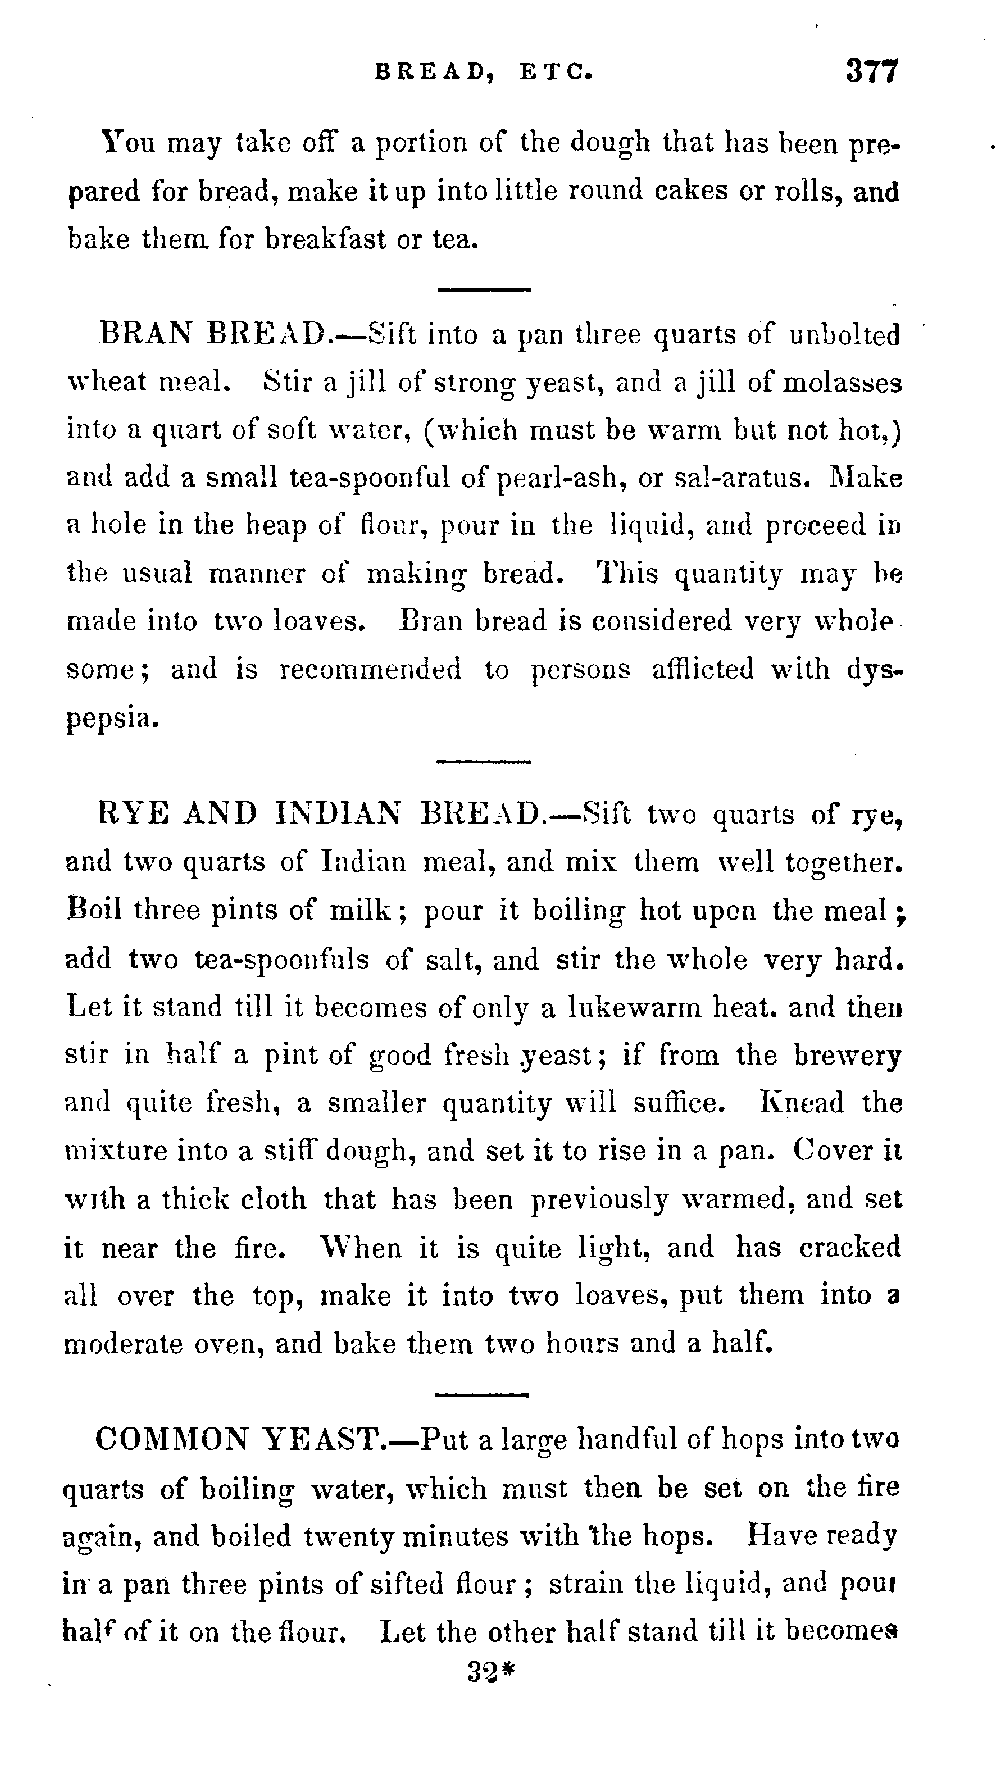 BREAD, ETC. 377
You may take off a portion of the dough that has been pre-
pared for bread, make it up into little round cakes or rolls, and
bake them for breakfast or tea.
BRAN BREAD.—Sift into a pan three quarts of unbolted
wheat meal. Stir a jill of strong yeast, and a jill of molasses
into a quart of soft water, (which must be warm but not hot,)
and add a small tea-spoonful of pearl-ash, or sal-aratus. Make
a hole in the heap of flour, pour in the liquid, and proceed in
the usual manner of making bread. This quantity may be
made into two loaves. Bran bread is considered very whole-
some; and is recommended to persons afflicted with dys-
pepsia.
RYE AND INDIAN BREAD.—Sift two quarts of rye,
and two quarts of Indian meal, and mix them well together.
Boil three pints of milk; pour it boiling hot upon the meal;
add two tea-spoonfuls of salt, and stir the whole very hard.
Let it stand till it becomes of only a lukewarm heat. and then
stir in half a pint of good fresh yeast; if from the brewery
and quite fresh, a smaller quantity will suffice. Knead the
mixture into a stiff dough, and set it to rise in a pan. Cover it
with a thick cloth that has been previously warmed, and set
it near the fire. When it is quite light, and has cracked
all over the top, make it into two loaves, put them into a
moderate oven, and bake them two hours and a half.
COMMON YEAST.—Put a large handful of hops into two
quarts of boiling water, which must then be set on the fire
again, and boiled twenty minutes with the hops. Have ready
in a pan three pints of sifted flour; strain the liquid, and pour
half of it on the flour. Let the other half stand till it becomes
32*